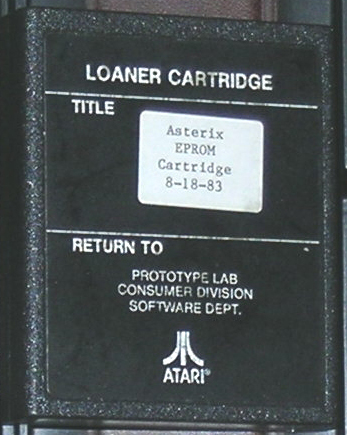 LOANER CARTRIDGE
TITLE
Asterix
EPROM
Cartridge
8-18-83
RETURN TO
PROTOTYPE LAB
CONSUMER DIVISION
SOFTWARE DEPT.
ATARI®